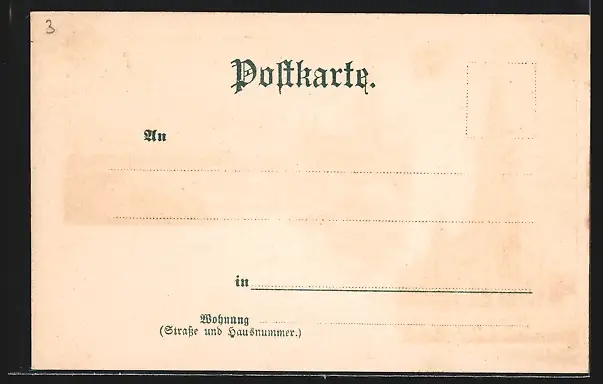 3
Postkarte.
An
in
Wohnung
(Straße und Hausnummer.)